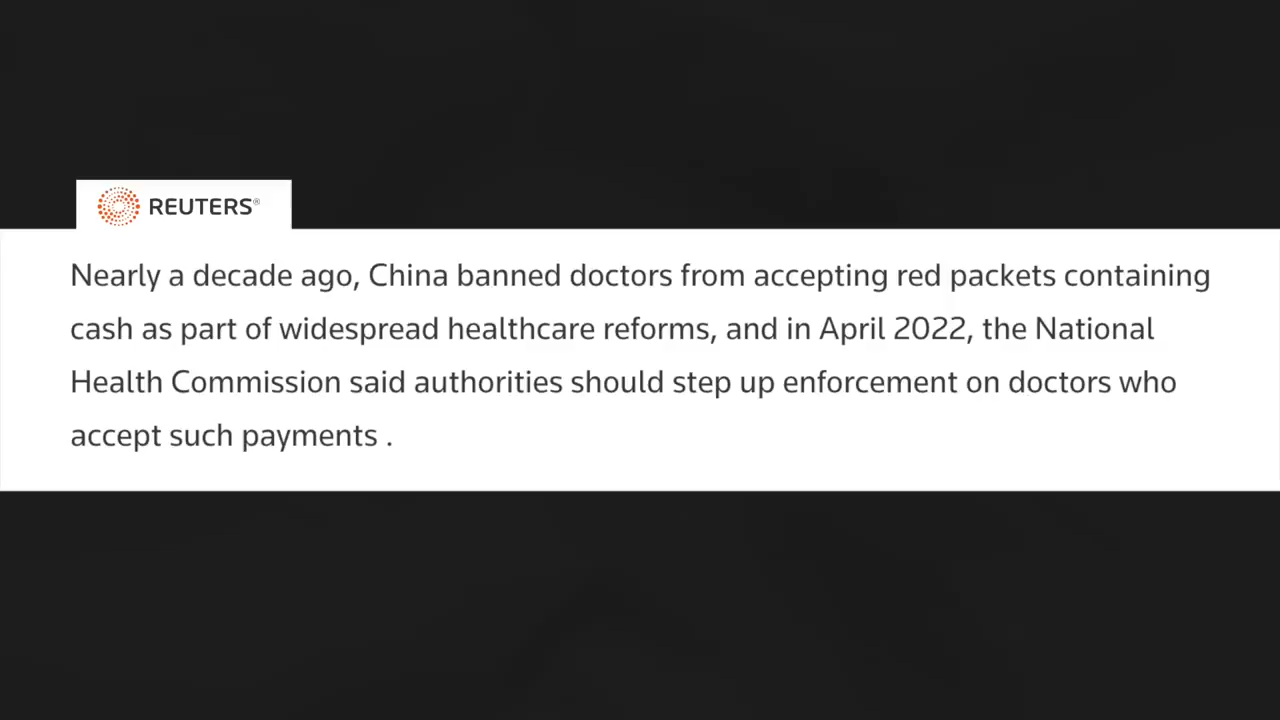 REUTERS®
Nearly a decade ago, China banned doctors from accepting red packets containing
cash as part of widespread healthcare reforms, and in April 2022, the National
Health Commission said authorities should step up enforcement on doctors who
accept such payments .